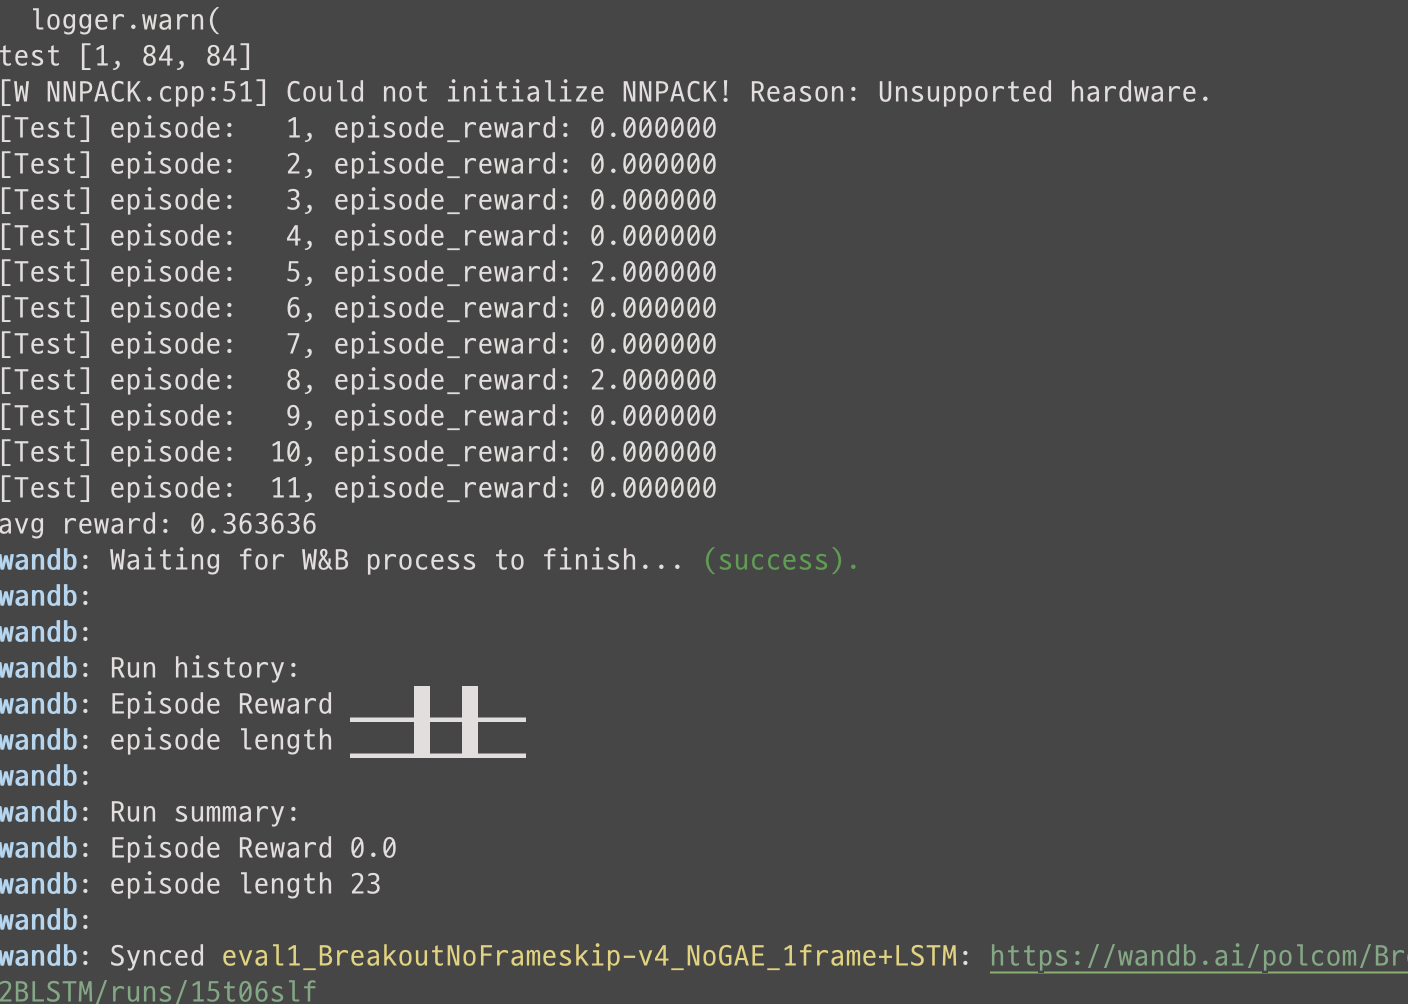 logger.warn(
test [1, 84, 84]
[W NNPACK.cpp:51] Could not initialize NNPACK! Reason: Unsupported hardware.
[Test] episode:   1, episode_reward: 0.000000
[Test] episode:   2, episode_reward: 0.000000
[Test] episode:   3, episode_reward: 0.000000
[Test] episode:   4, episode_reward: 0.000000
[Test] episode:   5, episode_reward: 2.000000
[Test] episode:   6, episode_reward: 0.000000
[Test] episode:   7, episode_reward: 0.000000
[Test] episode:   8, episode_reward: 2.000000
[Test] episode:   9, episode_reward: 0.000000
[Test] episode:  10, episode_reward: 0.000000
[Test] episode:  11, episode_reward: 0.000000
avg reward: 0.363636
wandb: Waiting for W&B process to finish... (success).
wandb:
wandb:
wandb: Run history:
wandb: Episode Reward ▁▁▁▁█▁▁█▁▁▁
wandb: episode length ▁▁▁▁█▁▁█▁▁▁
wandb:
wandb: Run summary:
wandb: Episode Reward 0.0
wandb: episode length 23
wandb:
wandb: Synced eval1_BreakoutNoFrameskip-v4_NoGAE_1frame+LSTM: https://wandb.ai/polcom/Br
2BLSTM/runs/15t06slf